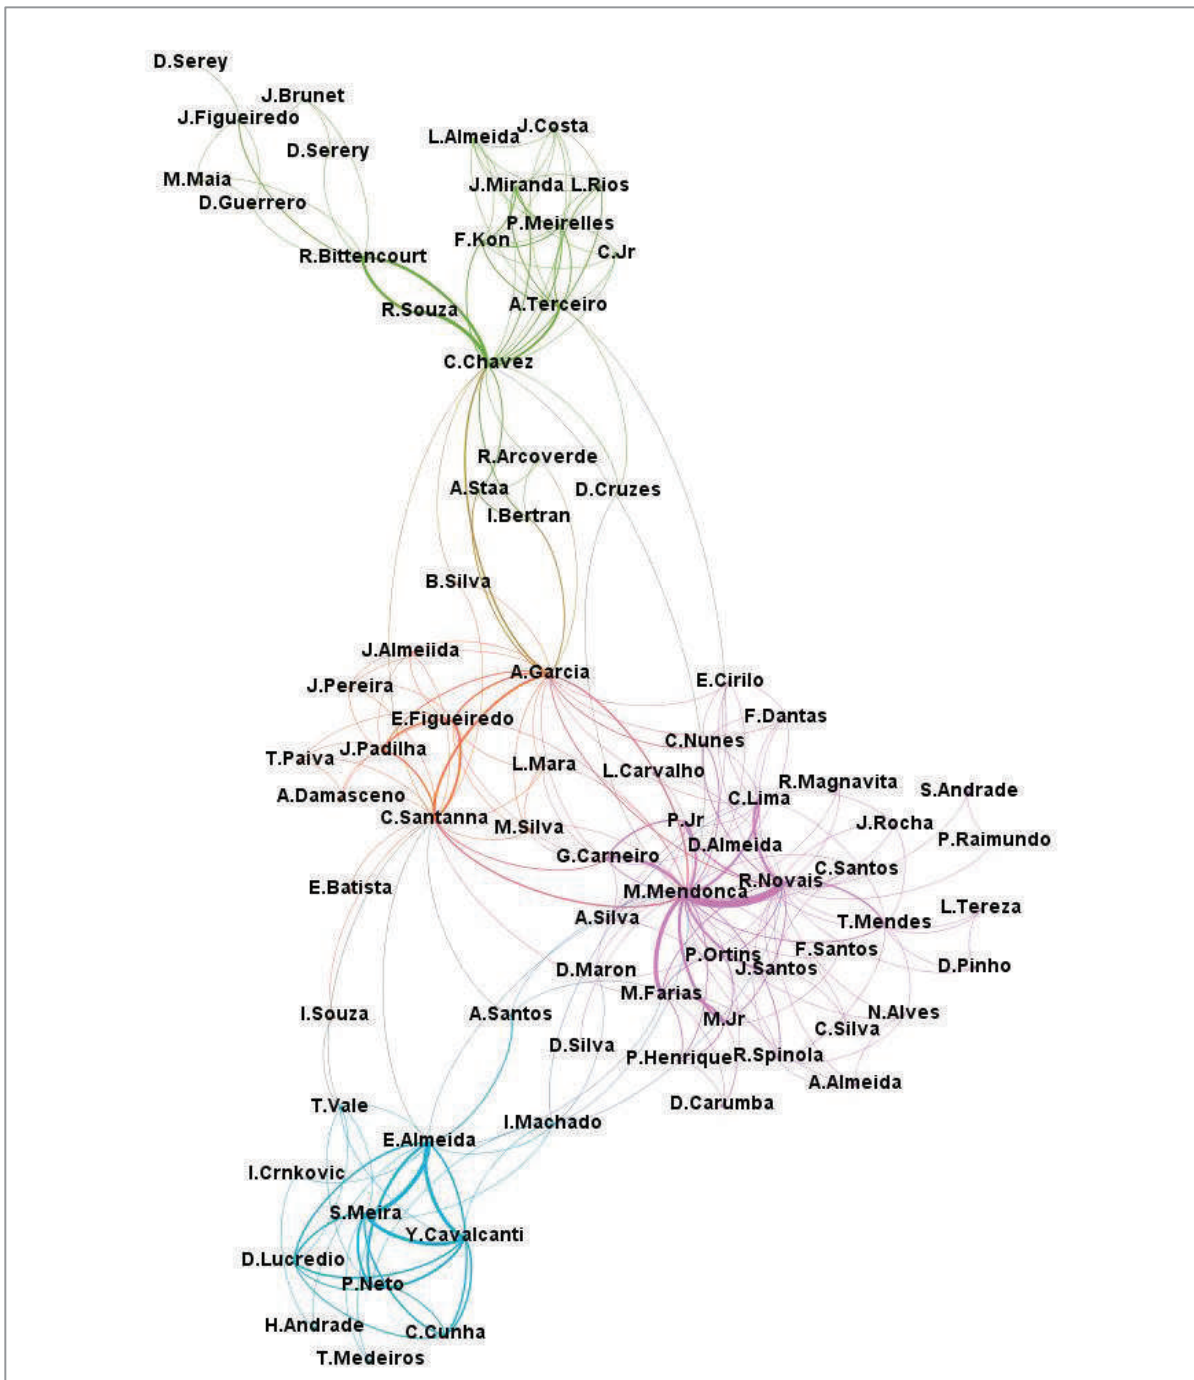 D.Serey
J.Brunet
J.Figueiredo
L.Almeida
J.Costa
D.Serery
M.Maia
J.Miranda
L.Rios
D.Guerrero
P.Meirelles
F.Kon
C.Jr
R.Bittencourt
R.Souza
A.Terceiro
C.Chavez
R.Arcoverde
A.Staa
D.Cruzes
I.Bertran
B.Silva
J.Almeiida
A.Garcia
E.Cirilo
J.Pereira
E.Figueiredo
F.Dantas
C.Nunes
J.Padilha
T.Paiva
L.Mara
L.Carvalho
R.Magnavita
S.Andrade
A.Damasceno
C.Lima
C.Santanna
P.Jr
J.Rocha
M.Silva
D.Almeida
P.Raimundo
G.Carneiro
C.Santos
R.Novais
E.Batista
M.Mendonca
L.Tereza
A.Silva
T.Mendes
F.Santos
P.Ortins
J.Santos
D.Pinho
D.Maron
M.Farias
I.Souza
A.Santos
M.Jr
N.Alves
C.Silva
D.Silva
P.Henrique
R.Spinola
A.Almeida
T.Vale
D.Carumba
I.Machado
E.Almeida
I.Crnkovic
S.Meira
Y.Cavalcanti
D.Lucredio
P.Neto
H.Andrade
C.Cunha
T.Medeiros